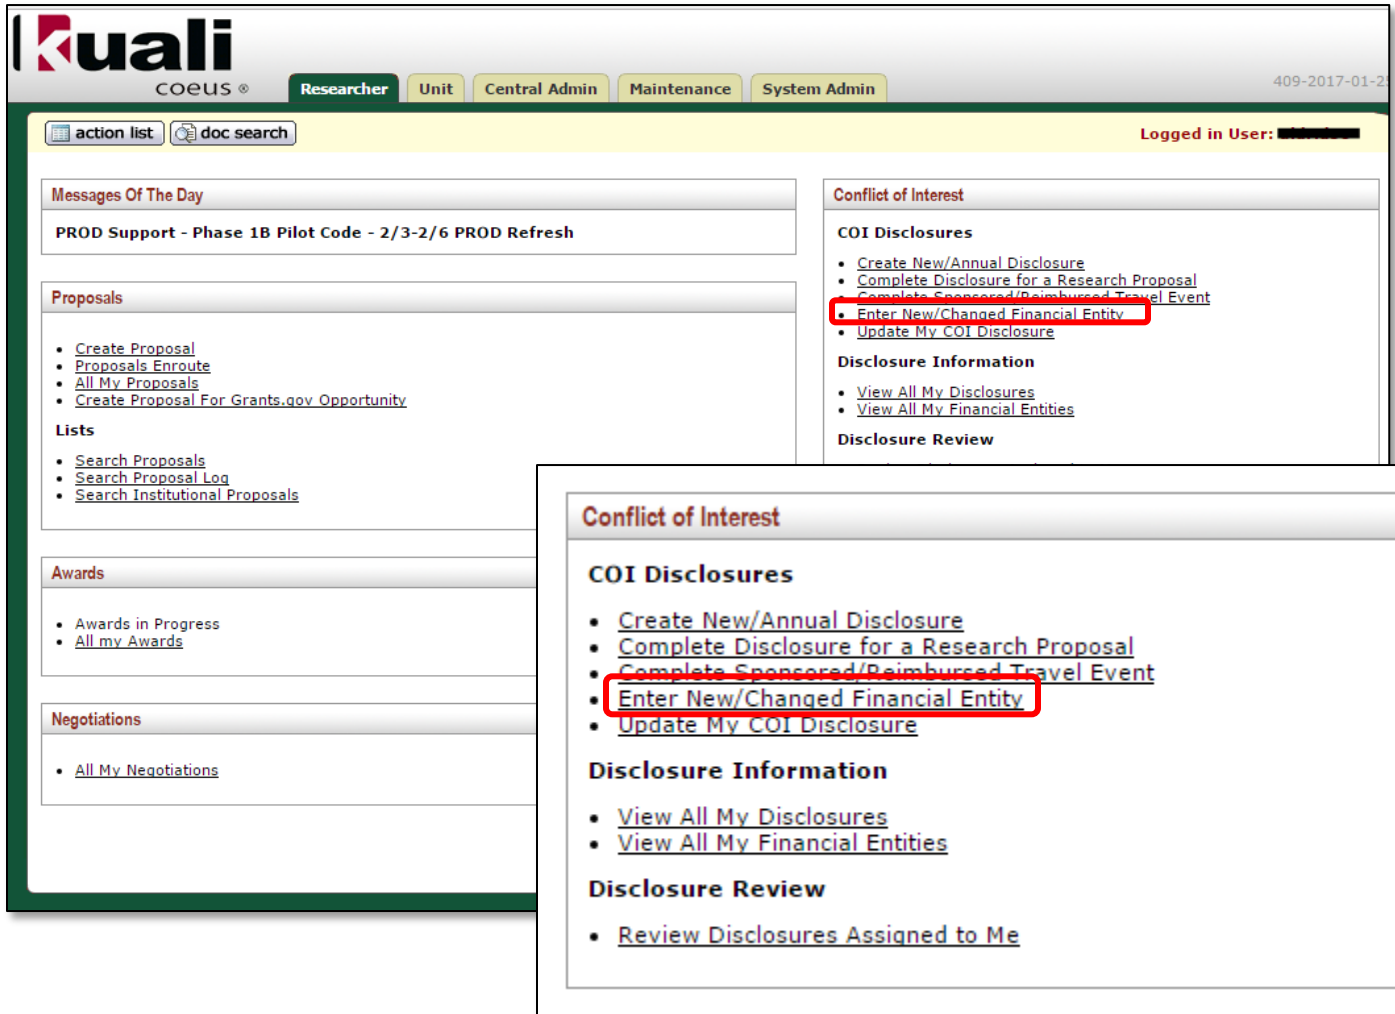 kuali
coeus ®
Researcher
Unit
Central Admin
Maintenance
System Admin
409-2017-01-25
action list
doc search
Logged in User:
Messages Of The Day
PROD Support - Phase 1B Pilot Code - 2/3-2/6 PROD Refresh
Proposals
Create Proposal
Proposals Enroute
All My Proposals
Create Proposal For Grants.gov Opportunity
Lists
Search Proposals
Search Proposal Log
Search Institutional Proposals
Awards
Awards in Progress
All my Awards
Negotiations
All My Negotiations
Conflict of Interest
COI Disclosures
Create New/Annual Disclosure
Complete Disclosure for a Research Proposal
Complete Sponsored/Reimbursed Travel Event
Enter New/Changed Financial Entity
Update My COI Disclosure
Disclosure Information
View All My Disclosures
View All My Financial Entities
Disclosure Review
Conflict of Interest
COI Disclosures
Create New/Annual Disclosure
Complete Disclosure for a Research Proposal
Complete Sponsored/Reimbursed Travel Event
Enter New/Changed Financial Entity
Update My COI Disclosure
Disclosure Information
View All My Disclosures
View All My Financial Entities
Disclosure Review
Review Disclosures Assigned to Me